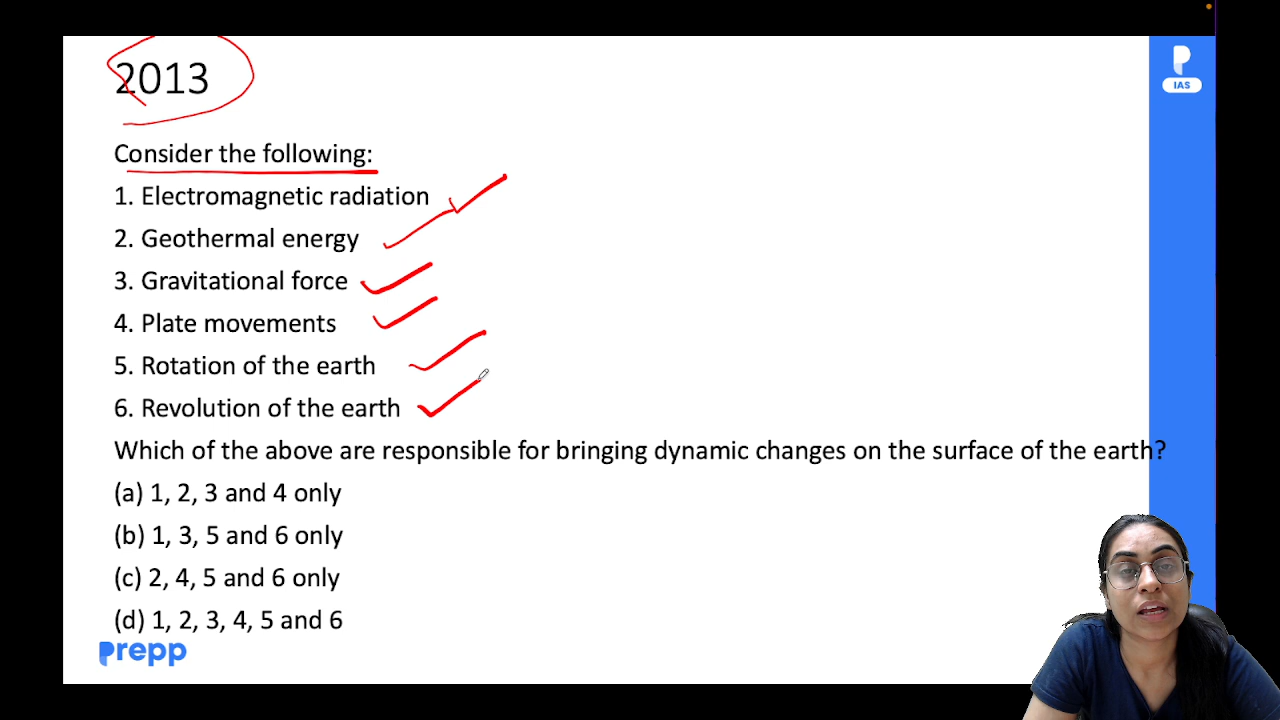 2013
IAS
Consider the following:
1. Electromagnetic radiation
2. Geothermal energy
3. Gravitational force
4. Plate movements
5. Rotation of the earth
6. Revolution of the earth
Which of the above are responsible for bringing dynamic changes on the surface of the earth?
(a) 1, 2, 3 and 4 only
(b) 1, 3, 5 and 6 only
(c) 2, 4, 5 and 6 only
(d) 1, 2, 3, 4, 5 and 6
prepp